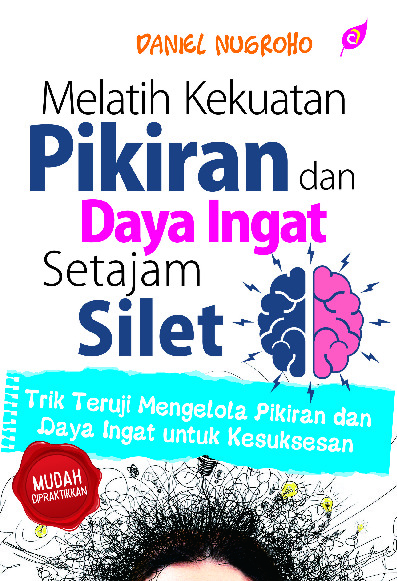 DANIEL NUGROHO
Melatih Kekuatan
Pikiran dan
Daya Ingat
Setajam
Silet
Trik Teruji Mengelola Pikiran dan
Daya Ingat untuk Kesuksesan
MUDAH
DIPRAKTIKKAN